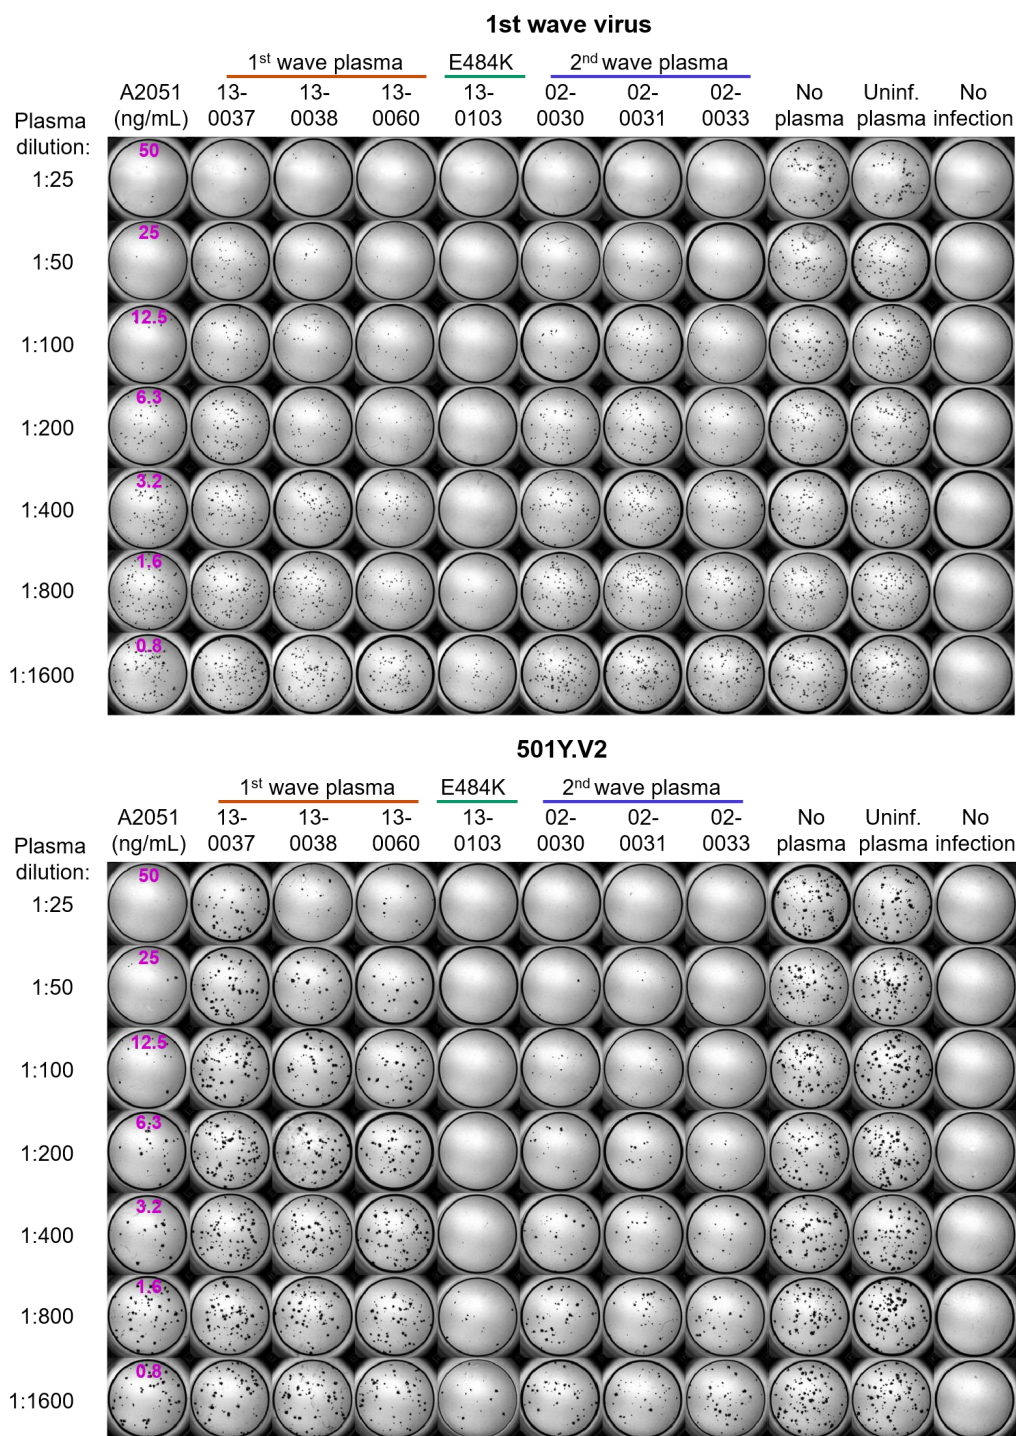 1st wave virus
1st wave plasma E484K 2nd wave plasma
A2051 13- 13- 13- 13- 02- 02- 02- No Uninf. No
(ng/mL) 0037 0038 0060 0103 0030 0031 0033 plasma plasma infection
Plasma
dilution:
50
1:25
25
1:50
12.5
1:100
6.3
1:200
3.2
1:400
1.6
1:800
0.8
1:1600
501Y.V2
1st wave plasma E484K 2nd wave plasma
A2051 13- 13- 13- 13- 02- 02- 02- No Uninf. No
(ng/mL) 0037 0038 0060 0103 0030 0031 0033 plasma plasma infection
Plasma
dilution:
50
1:25
25
1:50
12.5
1:100
6.3
1:200
3.2
1:400
1.6
1:800
0.8
1:1600